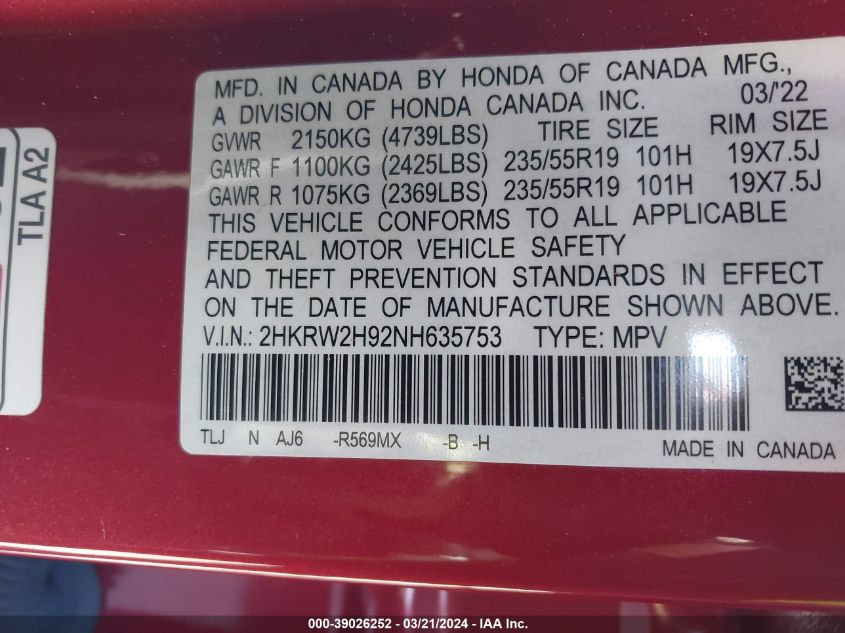 MFD. IN CANADA BY HONDA OF CANADA MFG.,
A DIVISION OF HONDA CANADA INC. 03/'22
GVWR 2150KG (4739LBS) TIRE SIZE RIM SIZE
GAWR F 1100KG (2425LBS) 235/55R19 101H 19X7.5J
GAWR R 1075KG (2369LBS) 235/55R19 101H 19X7.5J
THIS VEHICLE CONFORMS TO ALL APPLICABLE
FEDERAL MOTOR VEHICLE SAFETY
AND THEFT PREVENTION STANDARDS IN EFFECT
ON THE DATE OF MANUFACTURE SHOWN ABOVE.
V.I.N.: 2HKRW2H92NH635753 TYPE: MPV
TLJ N AJ6 -R569MX -B -H
MADE IN CANADA
TLA A2
000-39026252 - 03/21/2024 - IAA Inc.